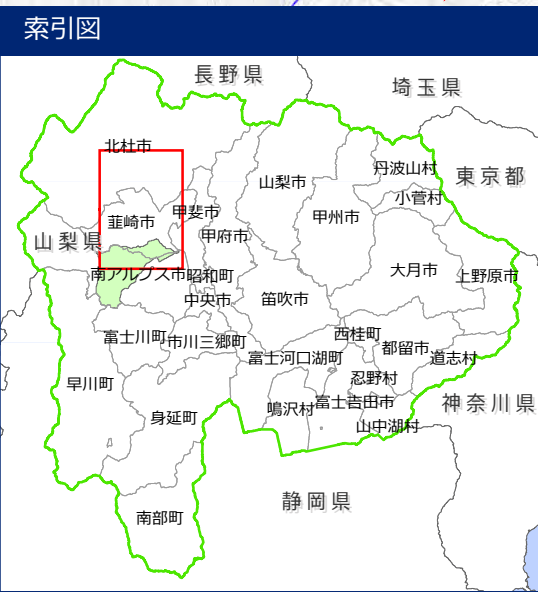 索引図
長野県
埼玉県
北杜市
丹波山村
東京都
山梨市
小菅村
韮崎市
甲斐市
甲州市
甲府市
山梨県
南アルプス市
昭和町
大月市
上野原市
中央市
笛吹市
富士川町
市川三郷町
西桂町
都留市
富士河口湖町
道志村
早川町
忍野村
鳴沢村
富士吉田市
神奈川県
身延町
山中湖村
静岡県
南部町